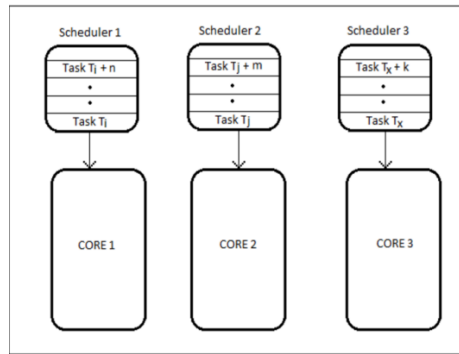 Scheduler 1 Scheduler 2 Scheduler 3
Task Ti + n Task Tj + m Task Tx + k
Task Ti Task Tj Task Tx
CORE 1 CORE 2 CORE 3